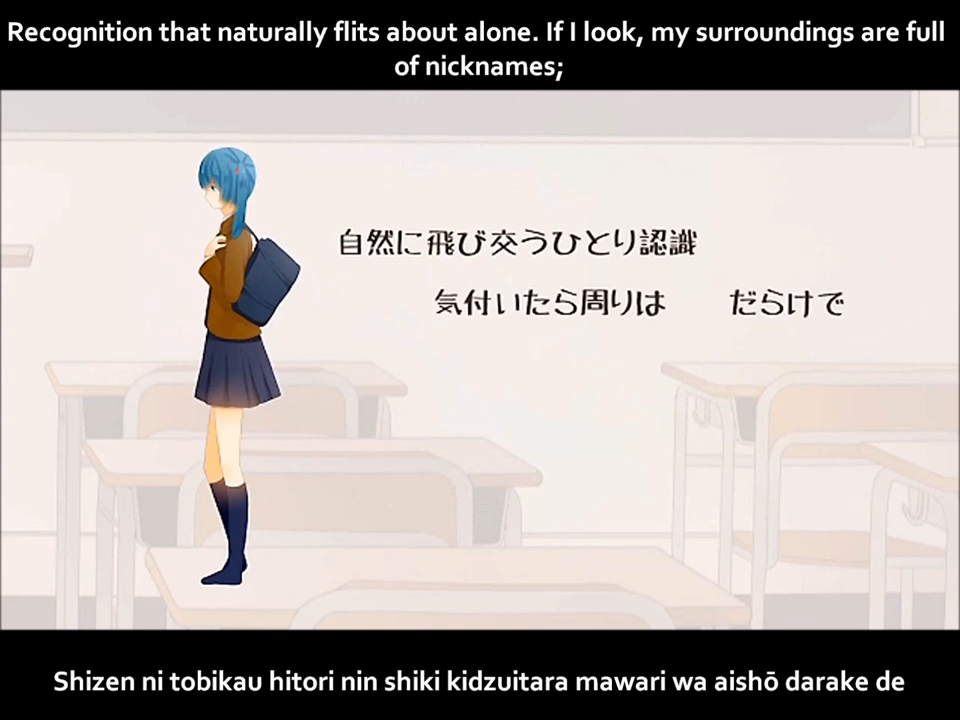 Recognition that naturally flits about alone. If I look, my surroundings are full
of nicknames;
自然に飛び交うひとり認識
気付いたら周りは　　だらけで
Shizen ni tobikau hitori nin shiki kidzuitara mawari wa aishō darake de